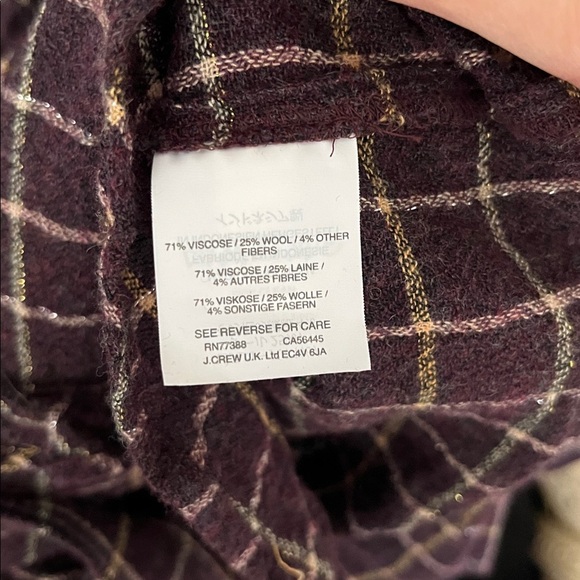 71% VISCOSE / 25% WOOL / 4% OTHER
FIBERS
71% VISCOSE / 25% LAINE /
4% AUTRES FIBRES
71% VISKOSE / 25% WOLLE /
4% SONSTIGE FASERN
SEE REVERSE FOR CARE
RN77388 CA56445
J.CREW U.K. Ltd EC4V 6JA